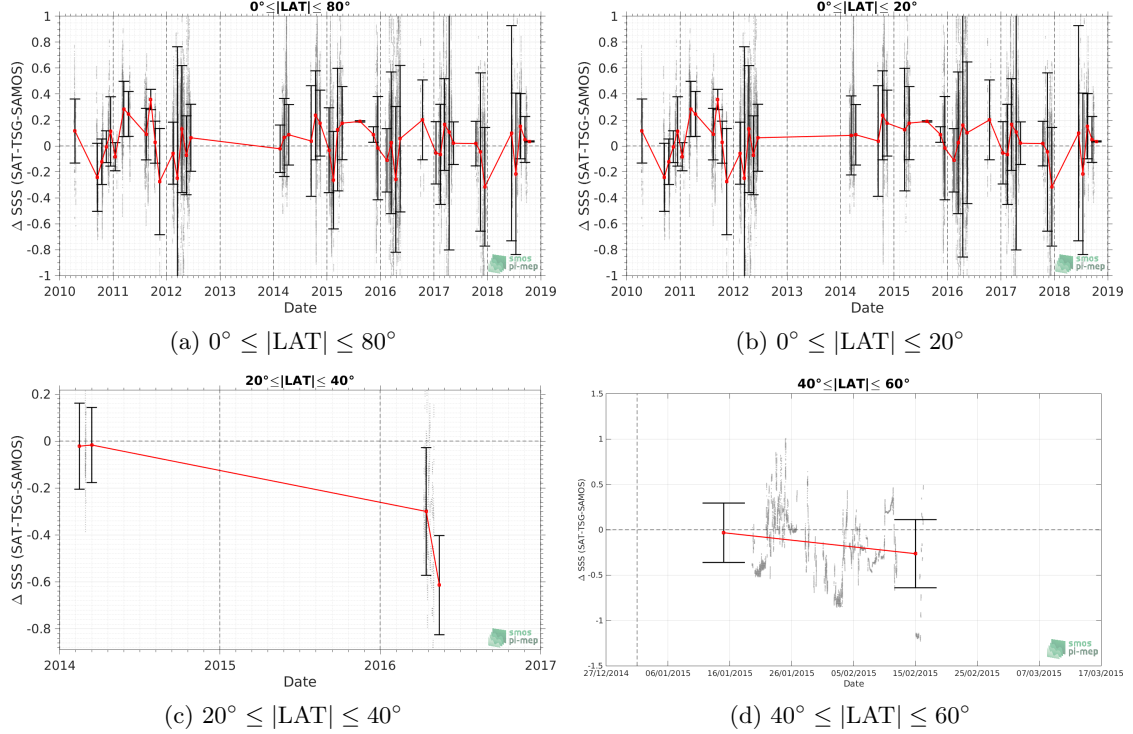 0°≤|LAT|≤ 80°
Δ SSS (SAT-TSG-SAMOS)
1
0.8
0.6
0.4
0.2
0
-0.2
-0.4
-0.6
-0.8
-1
2010 2011 2012 2013 2014 2015 2016 2017 2018 2019
Date
smos
pi-mep
(a) 0° ≤ |LAT| ≤ 80°
0°≤|LAT|≤ 20°
Δ SSS (SAT-TSG-SAMOS)
1
0.8
0.6
0.4
0.2
0
-0.2
-0.4
-0.6
-0.8
-1
2010 2011 2012 2013 2014 2015 2016 2017 2018 2019
Date
smos
pi-mep
(b) 0° ≤ |LAT| ≤ 20°
20°≤|LAT|≤ 40°
Δ SSS (SAT-TSG-SAMOS)
0.2
0
-0.2
-0.4
-0.6
-0.8
2014 2015 2016 2017
Date
smos
pi-mep
(c) 20° ≤ |LAT| ≤ 40°
40°≤|LAT|≤ 60°
Δ SSS (SAT-TSG-SAMOS)
1.5
1
0.5
0
-0.5
-1
-1.5
27/12/2014 06/01/2015 16/01/2015 26/01/2015 05/02/2015 15/02/2015 25/02/2015 07/03/2015 17/03/2015
Date
smos
pi-mep
(d) 40° ≤ |LAT| ≤ 60°